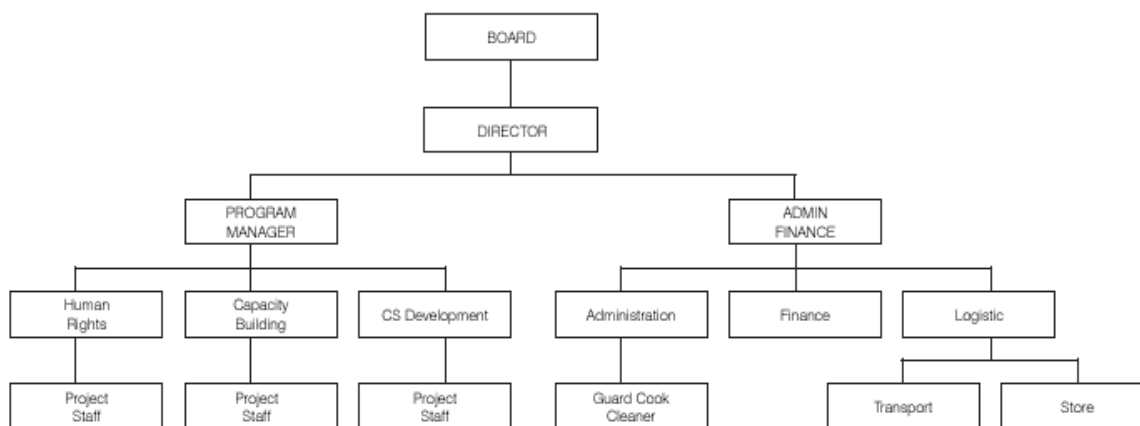 BOARD
DIRECTOR
PROGRAM
MANAGER
ADMIN
FINANCE
Human
Rights
Capacity
Building
CS Development
Administration
Finance
Logistic
Project
Staff
Project
Staff
Project
Staff
Guard Cook
Cleaner
Transport
Store